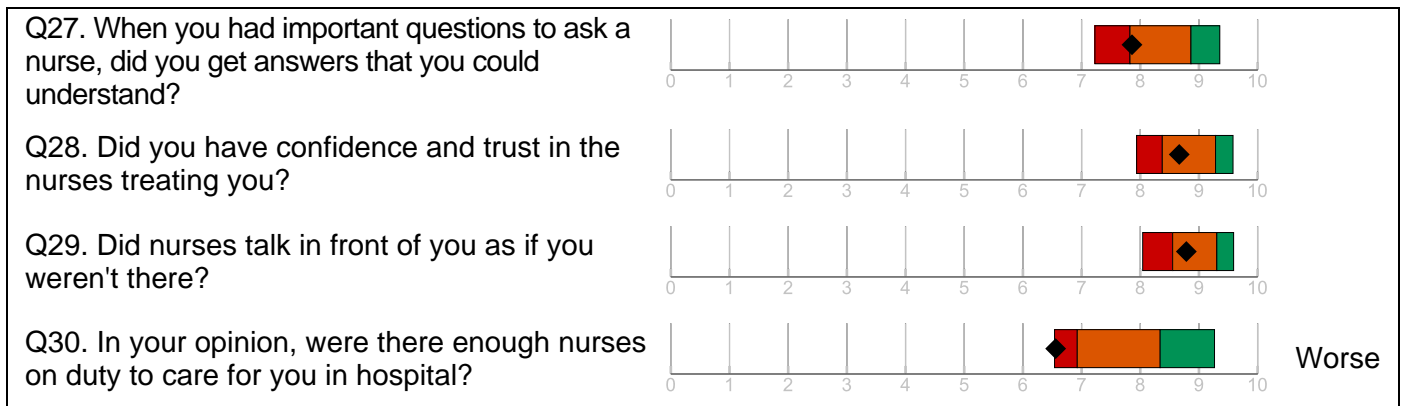 Q27. When you had important questions to ask a
nurse, did you get answers that you could
understand?
0 1 2 3 4 5 6 7 8 9 10
Q28. Did you have confidence and trust in the
nurses treating you?
0 1 2 3 4 5 6 7 8 9 10
Q29. Did nurses talk in front of you as if you
weren't there?
0 1 2 3 4 5 6 7 8 9 10
Q30. In your opinion, were there enough nurses
on duty to care for you in hospital?
Worse
0 1 2 3 4 5 6 7 8 9 10